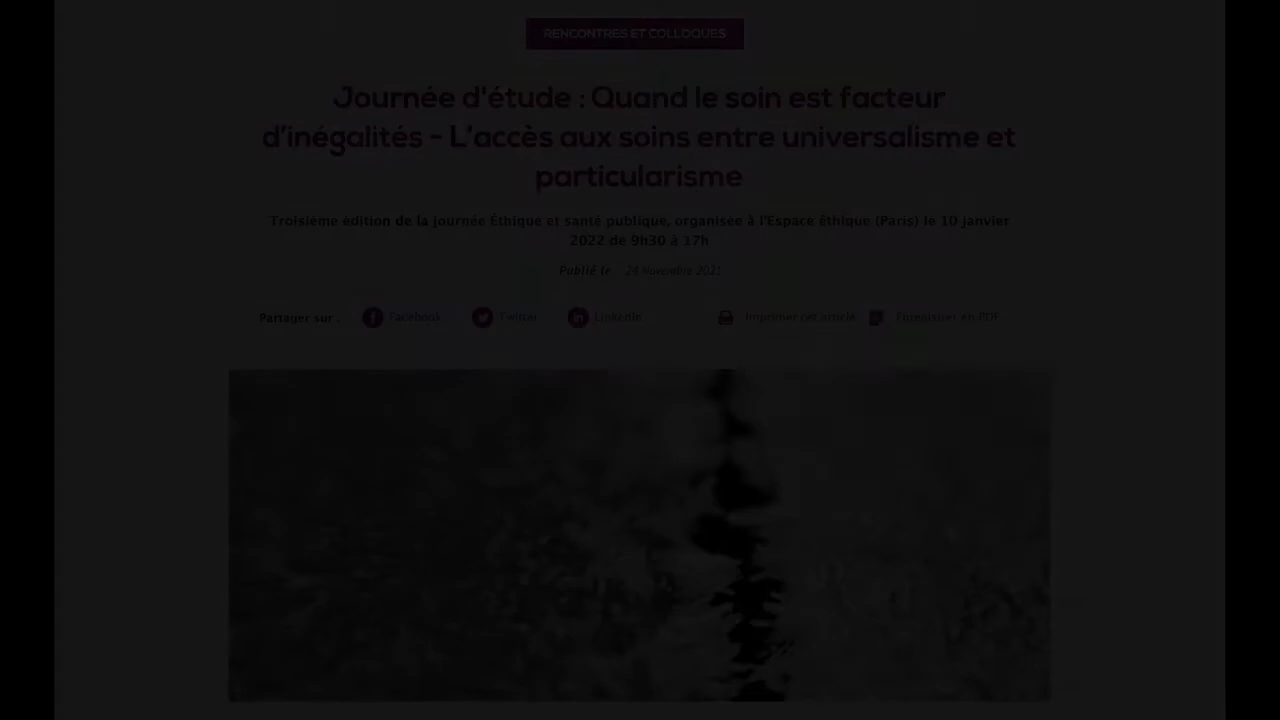 RENCONTRES ET COLLOQUES
Journée d'étude : Quand le soin est facteur
d'inégalités - L'accès aux soins entre universalisme et
particularisme
Troisième édition de la journée Éthique et santé publique, organisée à l'Espace éthique (Paris) le 10 janvier
2022 de 9h30 à 17h
Publié le : 24 novembre 2021
Partager sur : Facebook Twitter LinkedIn Imprimer cet article Enregistrer en PDF